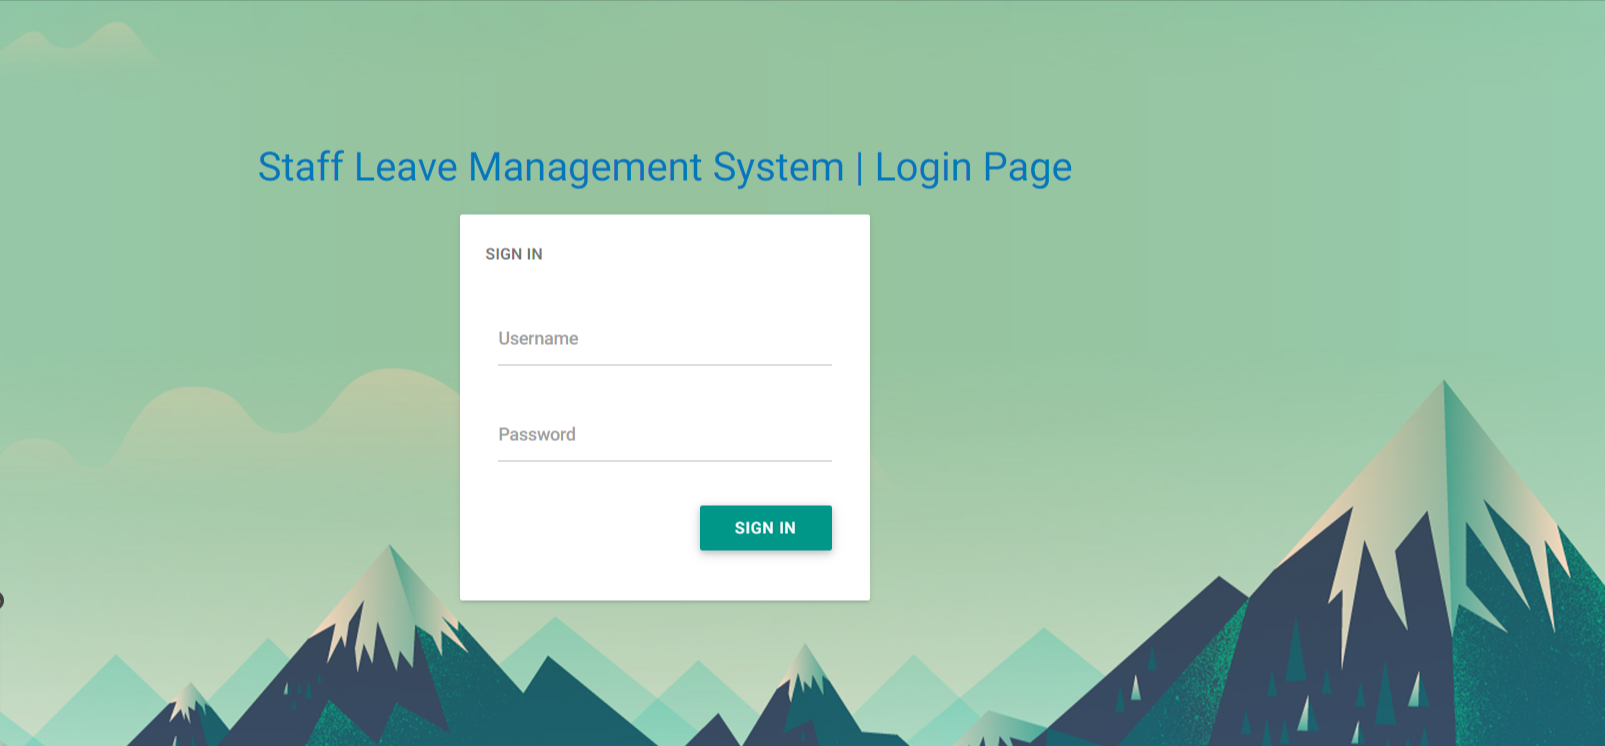 Staff Leave Management System | Login Page
SIGN IN
Username
Password
SIGN IN